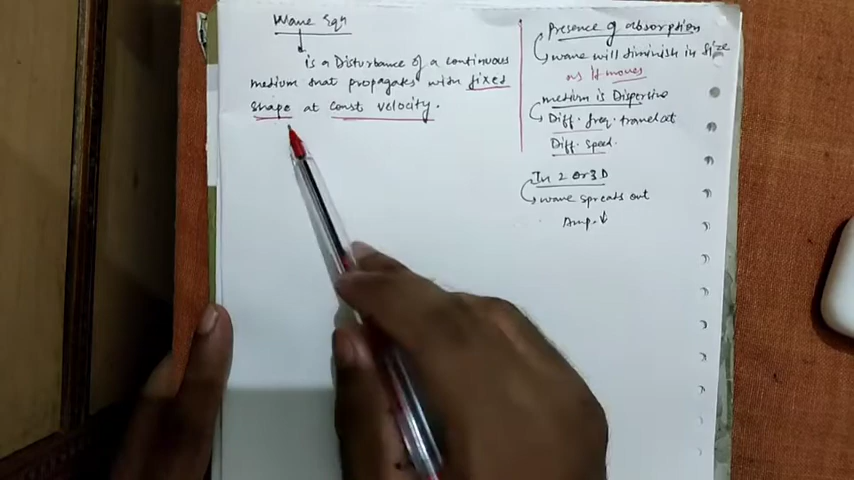 Wave Eqn
is a Disturbance of a continuous
medium that propagates with fixed
shape at const velocity.
Presence of absorption
wave will diminish in size
as it moves
medium is Dispersive
Diff. freq. travel at
Diff. speed.
In 2 or 3D
wave spreads out
Amp. ↓